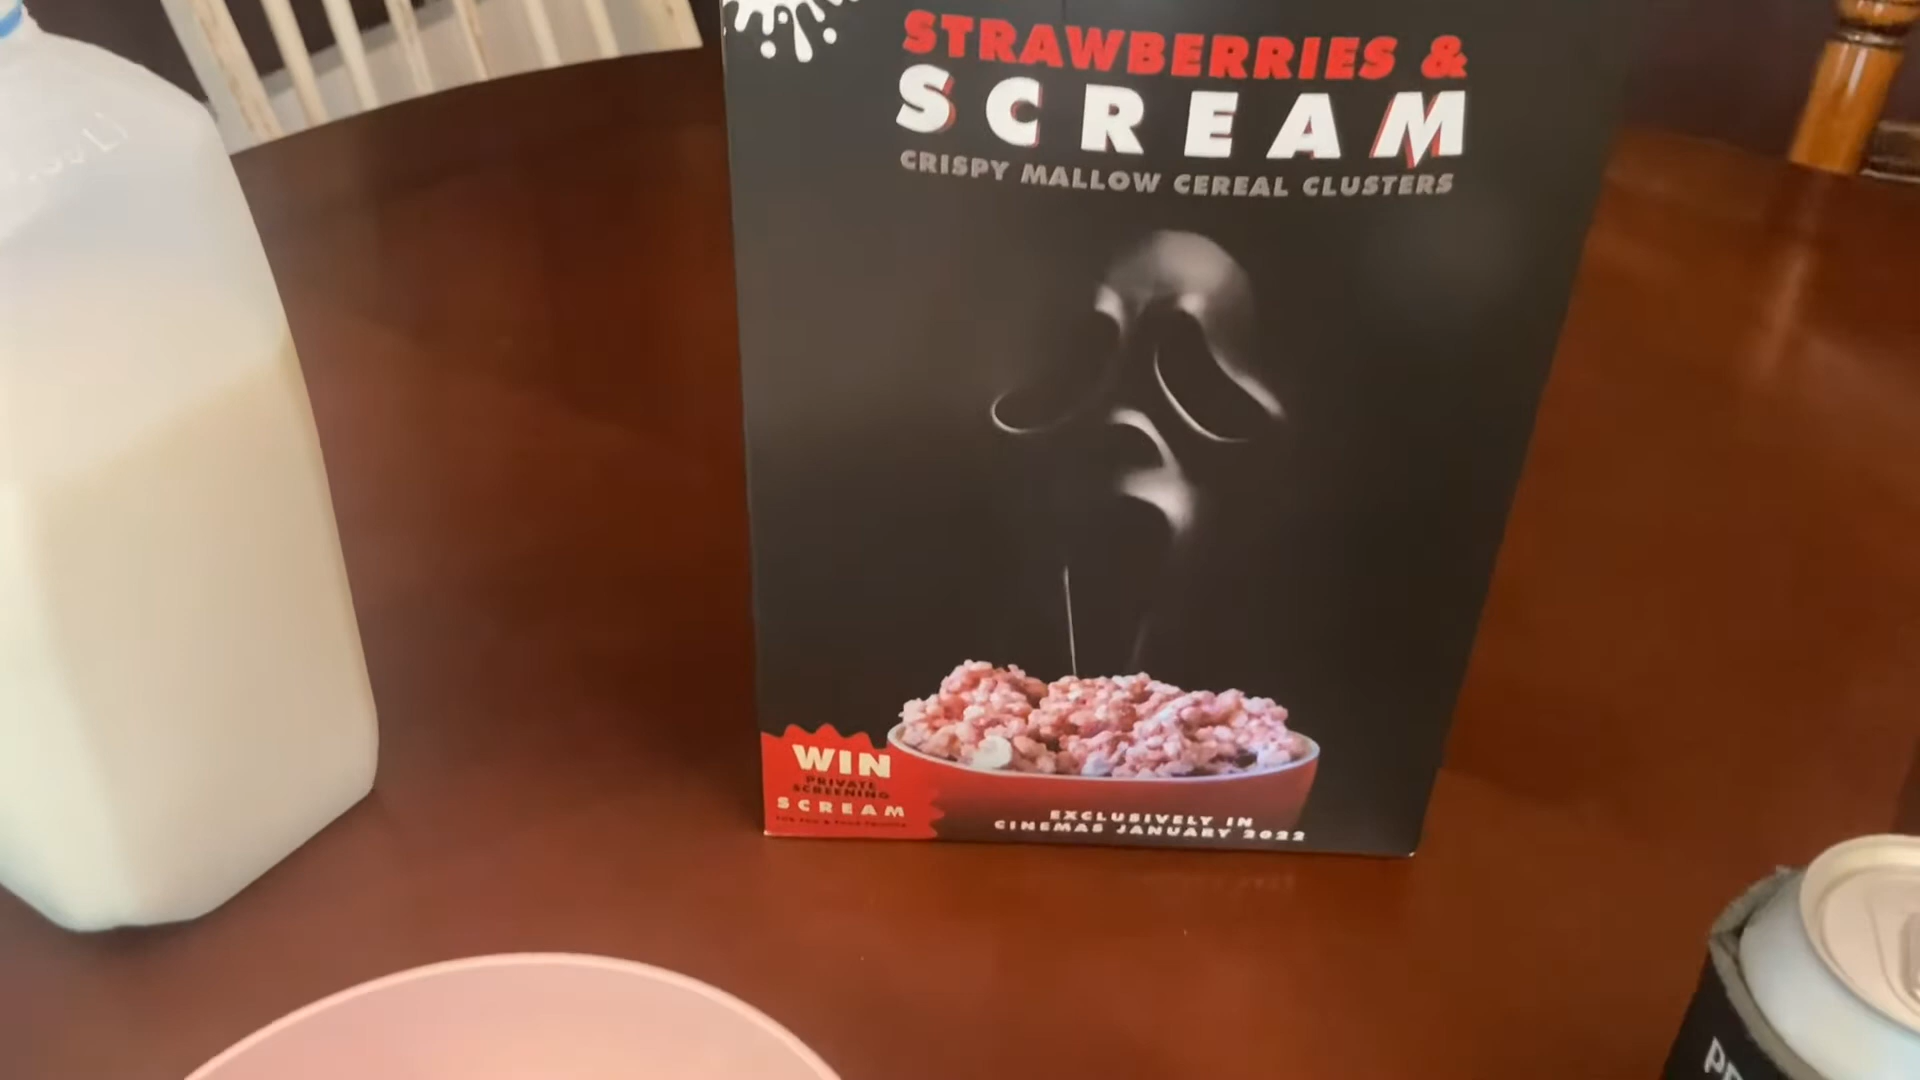 STRAWBERRIES &
SCREAM
CRISPY MALLOW CEREAL CLUSTERS
WIN
PRIVATE
SCREENING
SCREAM
EXCLUSIVELY IN
CINEMAS JANUARY 2022